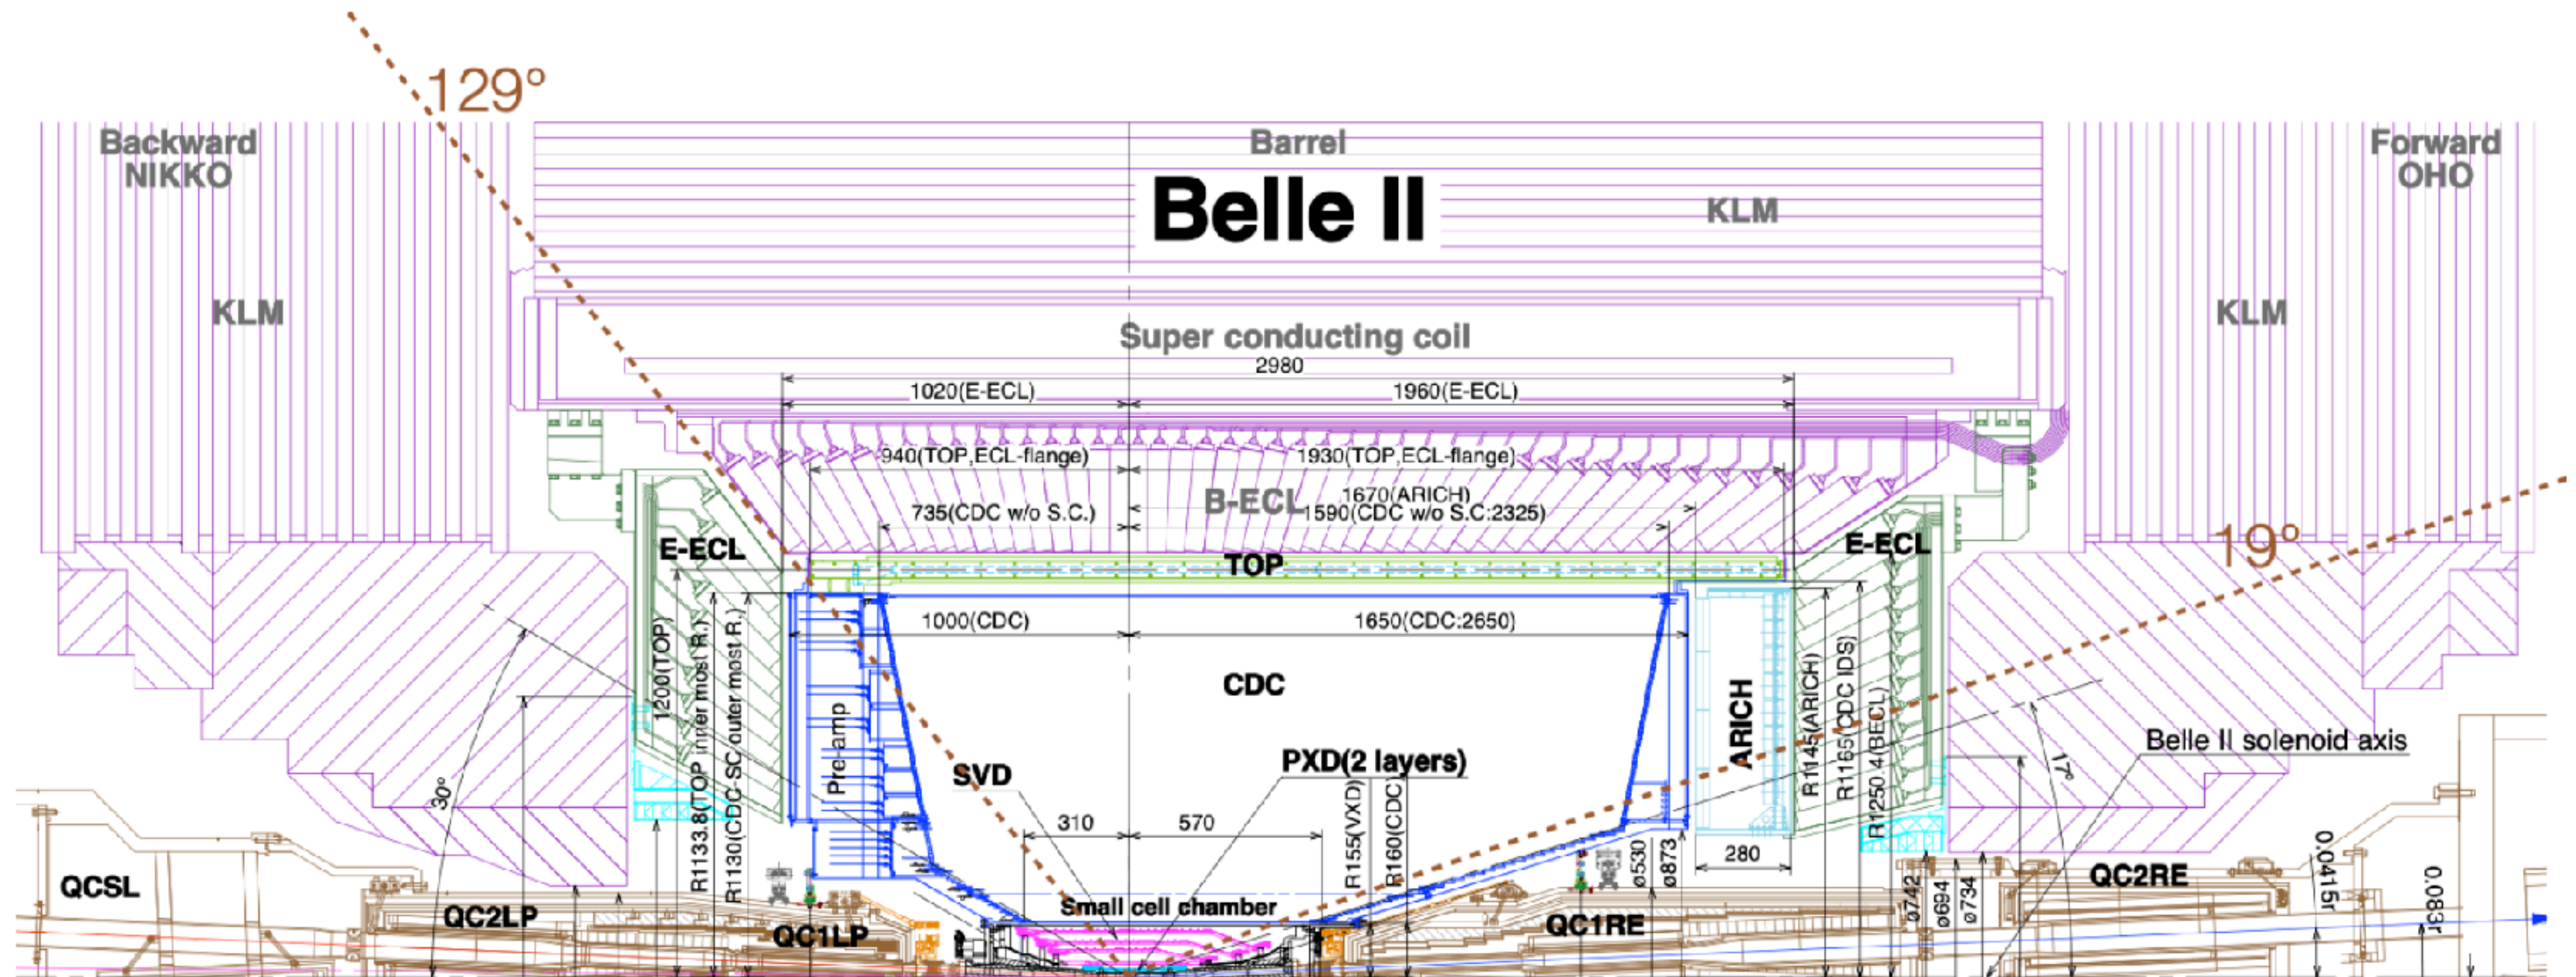 129°
Backward
NIKKO
Barrel
Forward
OHO
Belle II
KLM
KLM
KLM
Super conducting coil
2980
1020(E-ECL)
1960(E-ECL)
940(TOP,ECL-flange)
1930(TOP,ECL-flange)
B-ECL
1670(ARICH)
735(CDC w/o S.C.)
1590(CDC w/o S.C:2325)
E-ECL
TOP
E-ECL
19°
1000(CDC)
1650(CDC:2650)
CDC
1200(TOP)
R1133.8(TOP inner most R.)
R1130(CDC-SC outer most R.)
Pre-amp
ARICH
R1145(ARICH)
R1165(CDC IDS)
R1250.4(BECL)
30°
17°
Belle II solenoid axis
SVD
PXD(2 layers)
310
570
R155(VXD)
R160(CDC)
280
ø530
ø873
QCSL
QC2LP
QC1LP
Small cell chamber
QC1RE
ø742
ø694
ø734
QC2RE
0.0415r
0.083r